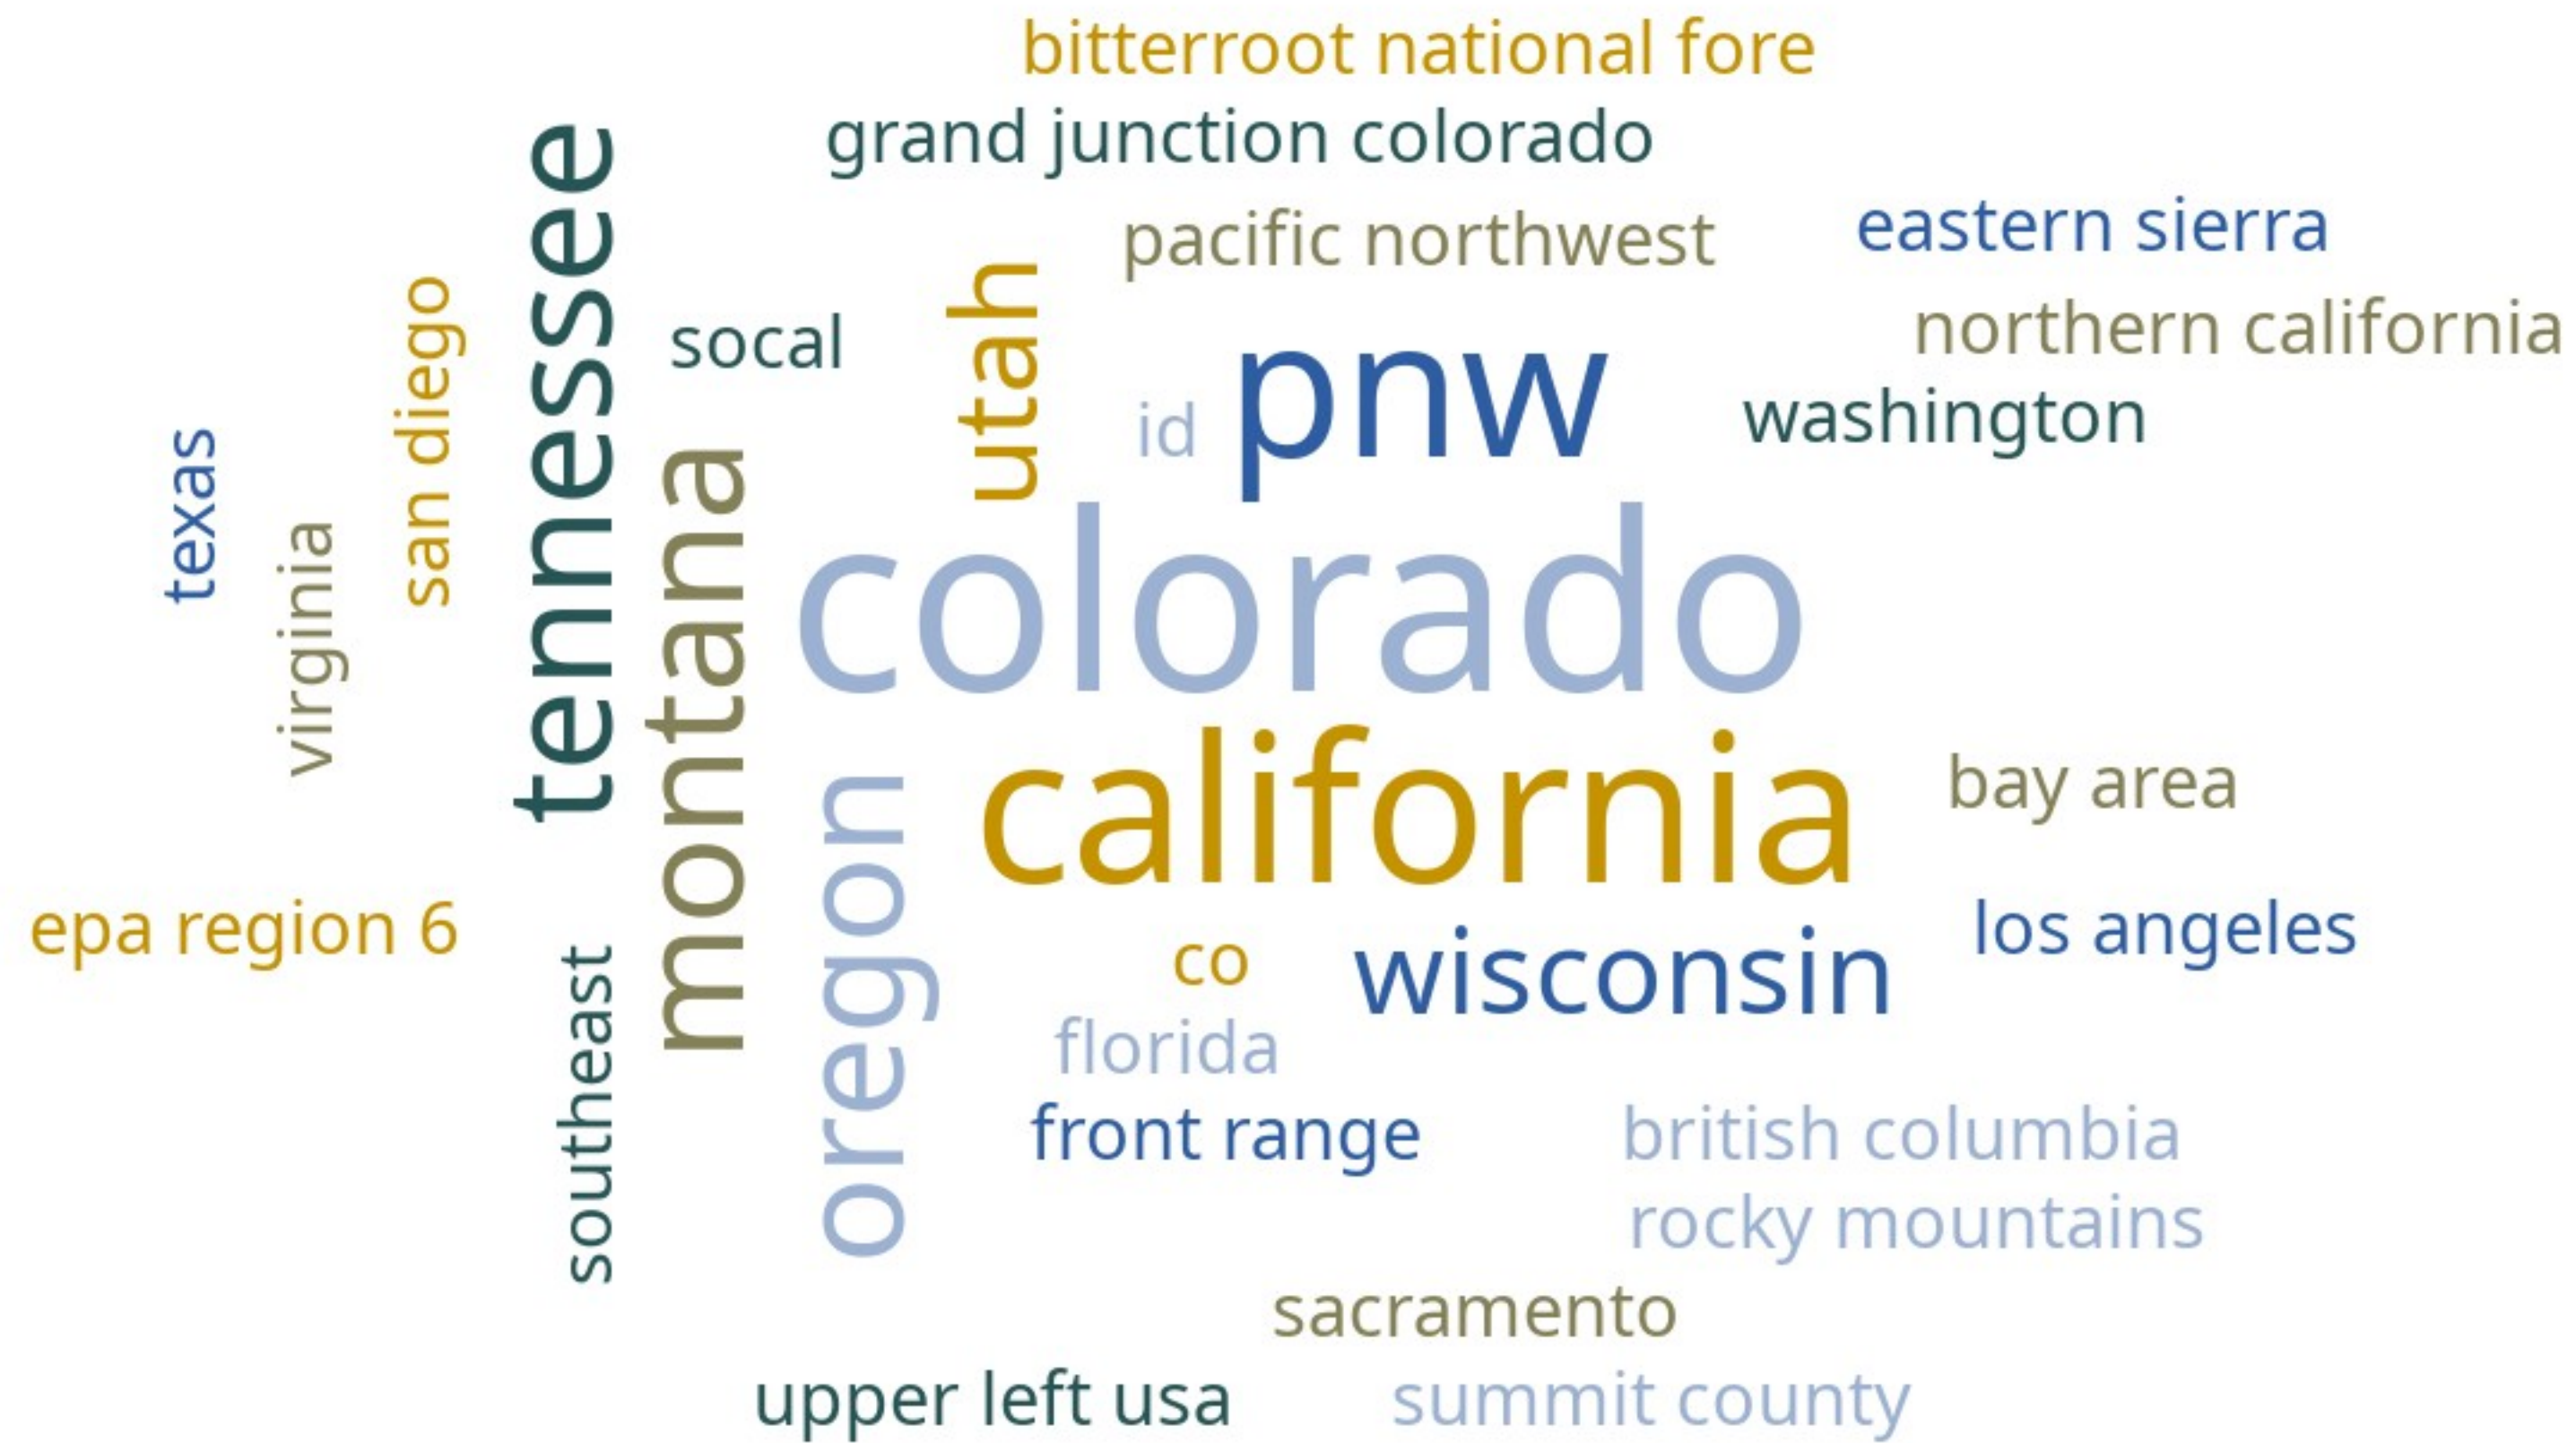 bitterroot national fore
grand junction colorado
pacific northwest
eastern sierra
northern california
socal
utah
id
pnw
washington
tennessee
san diego
texas
virginia
montana
colorado
california
bay area
oregon
epa region 6
co
wisconsin
los angeles
southeast
florida
front range
british columbia
rocky mountains
sacramento
upper left usa
summit county